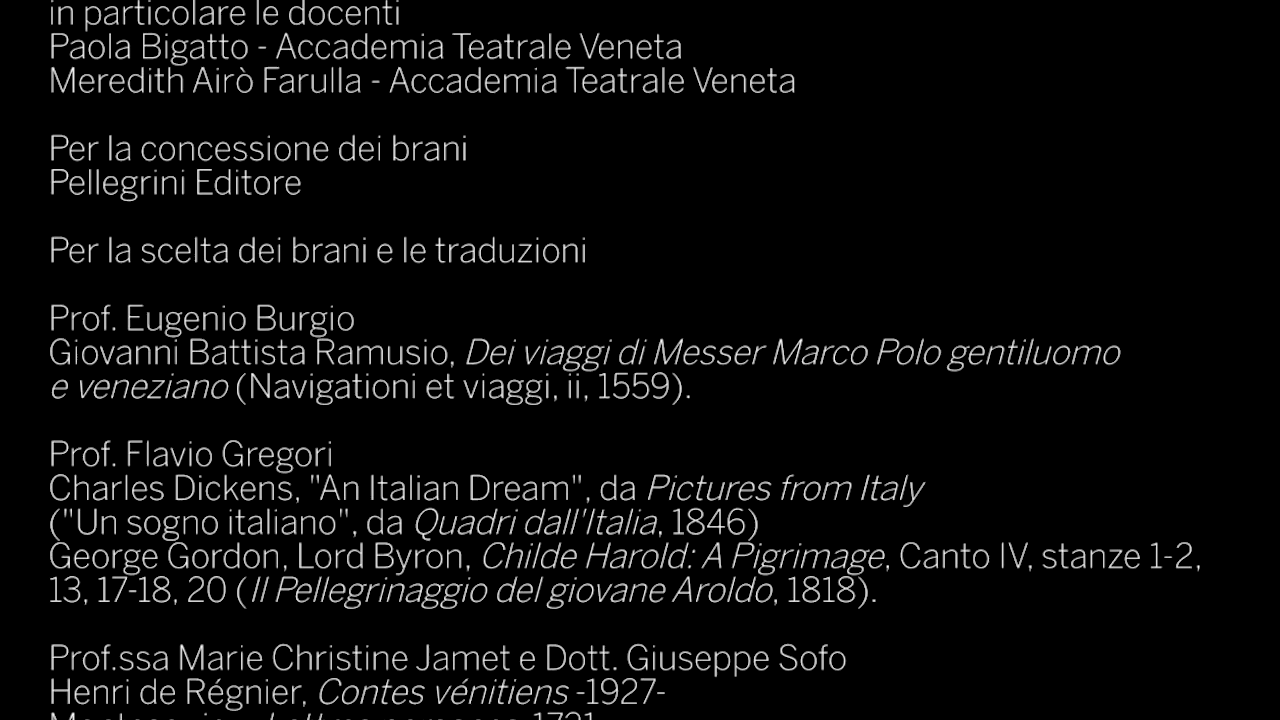 in particolare le docenti
Paola Bigatto - Accademia Teatrale Veneta
Meredith Airò Farulla - Accademia Teatrale Veneta
Per la concessione dei brani
Pellegrini Editore
Per la scelta dei brani e le traduzioni
Prof. Eugenio Burgio
Giovanni Battista Ramusio, Dei viaggi di Messer Marco Polo gentiluomo
e veneziano (Navigationi et viaggi, ii, 1559).
Prof. Flavio Gregori
Charles Dickens, "An Italian Dream", da Pictures from Italy
("Un sogno italiano", da Quadri dall'Italia, 1846)
George Gordon, Lord Byron, Childe Harold: A Pigrimage, Canto IV, stanze 1-2,
13, 17-18, 20 (Il Pellegrinaggio del giovane Aroldo, 1818).
Prof.ssa Marie Christine Jamet e Dott. Giuseppe Sofo
Henri de Régnier, Contes vénitiens -1927-